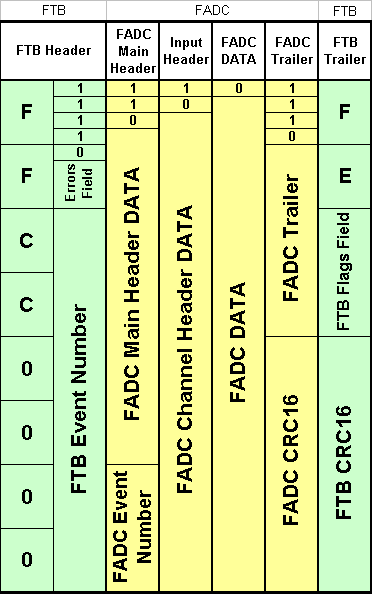 FTB FADC FTB
FTB Header
FADC Main Header
Input Header
FADC DATA
FADC Trailer
FTB Trailer
F
F
C
C
0
0
0
0
1
1
1
1
0
Errors Field
FTB Event Number
1
1
0
FADC Main Header DATA
FADC Event Number
1
0
FADC Channel Header DATA
0
FADC DATA
1
1
1
0
FADC Trailer
FADC CRC16
F
E
FTB Flags Field
FTB CRC16